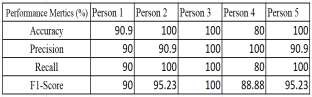 Performance Mertics (%) Person 1 Person 2 Person 3 Person 4 Person 5
Accuracy 90.9 100 100 80 100
Precision 90 90.9 100 100 90.9
Recall 90 100 100 80 100
F1-Score 90 95.23 100 88.88 95.23